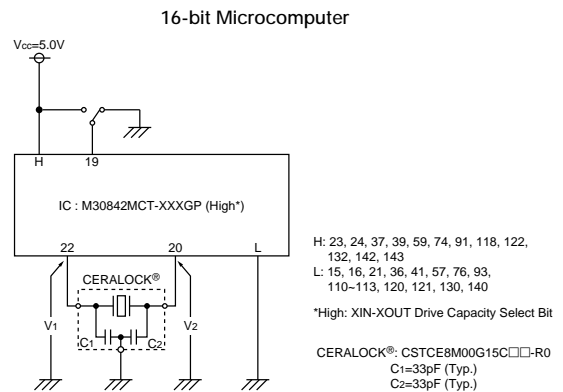 16-bit Microcomputer
Vcc=5.0V
H 19
IC : M30842MCT-XXXGP (High*)
22 20 L
CERALOCK®
V1 C1 C2 V2
H: 23, 24, 37, 39, 59, 74, 91, 118, 122,
132, 142, 143
L: 15, 16, 21, 36, 41, 57, 76, 93,
110~113, 120, 121, 130, 140
*High: XIN-XOUT Drive Capacity Select Bit
CERALOCK®: CSTCE8M00G15C□□-R0
C1=33pF (Typ.)
C2=33pF (Typ.)